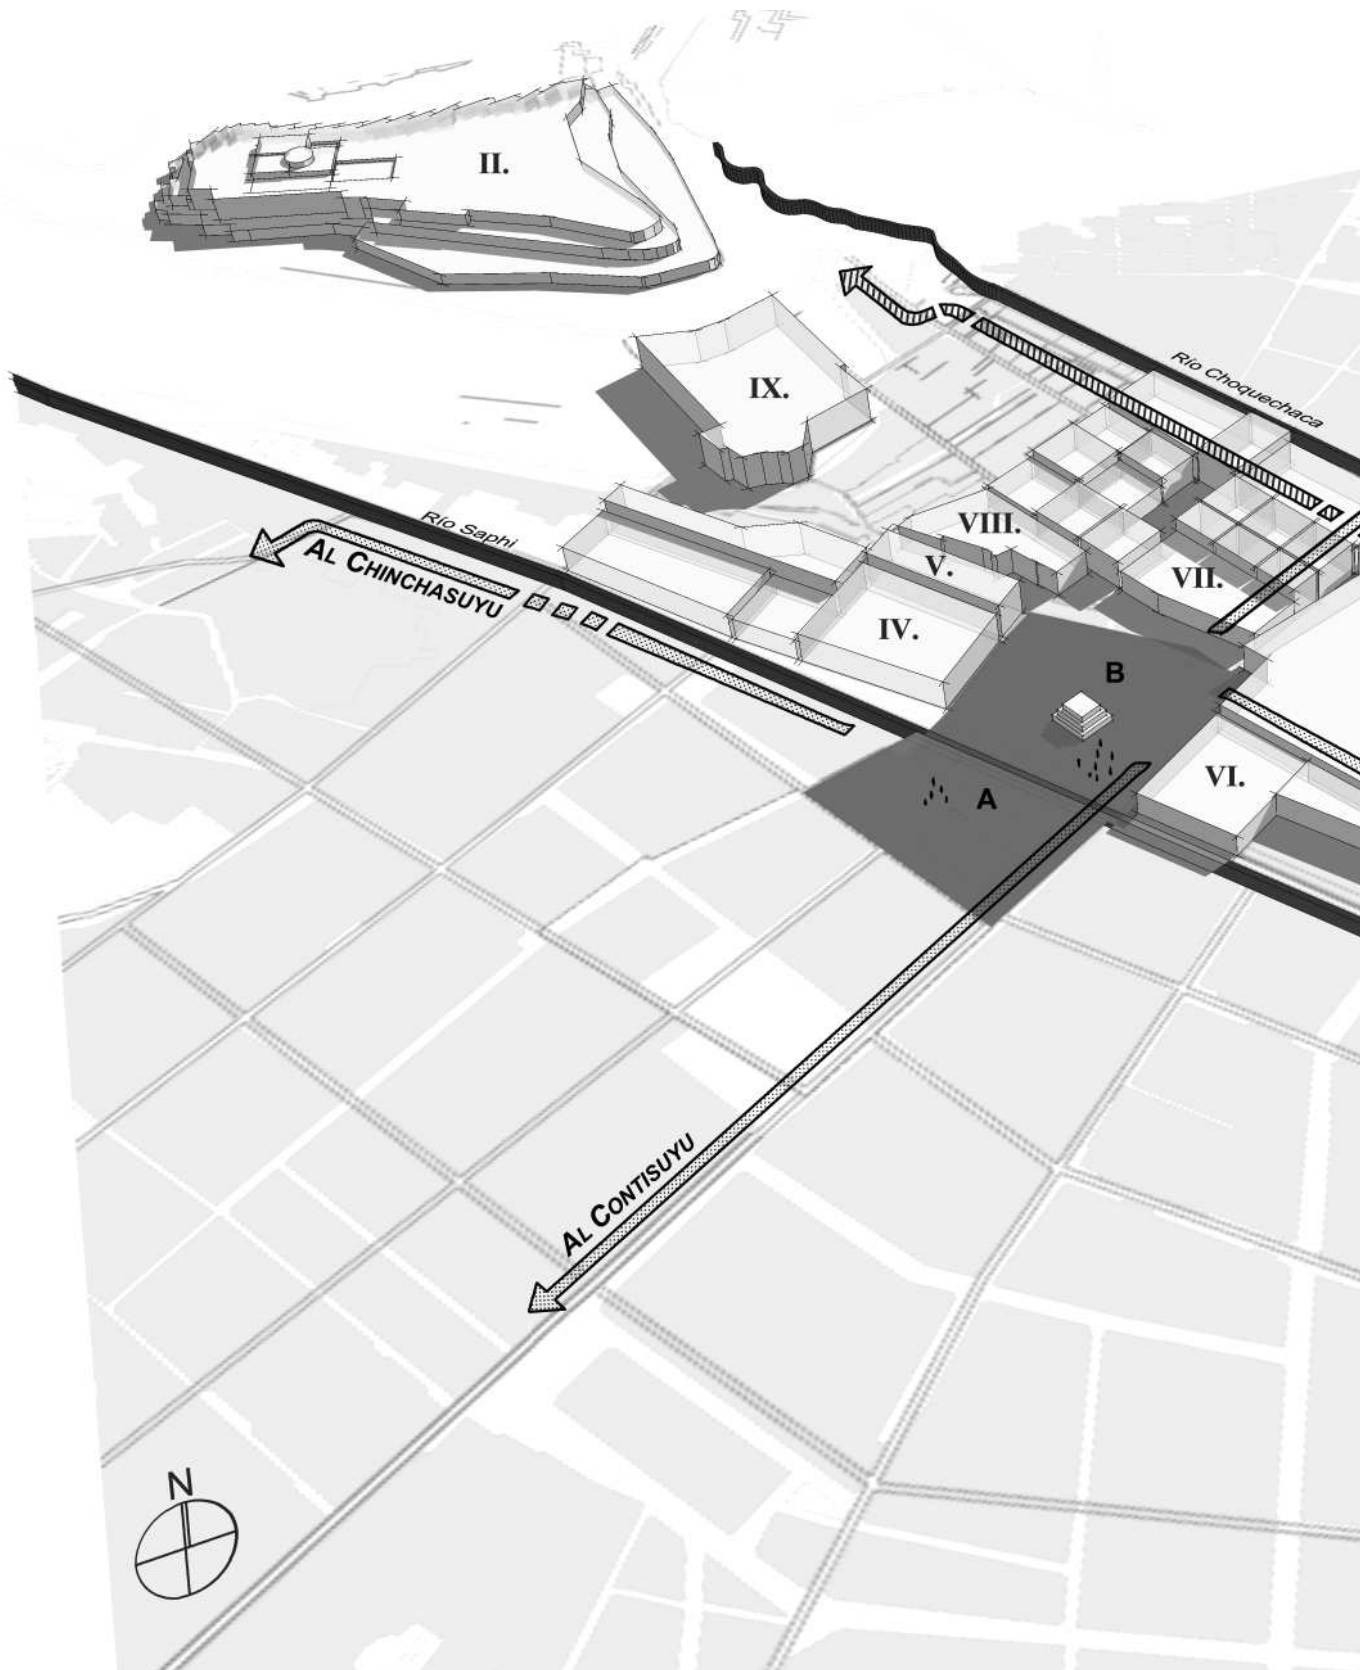 II.
Río Choquechaca
IX.
Río Saphi
AL CHINCHASUYU
VIII.
V.
VII.
IV.
B
VI.
A
AL CONTISUYU
N